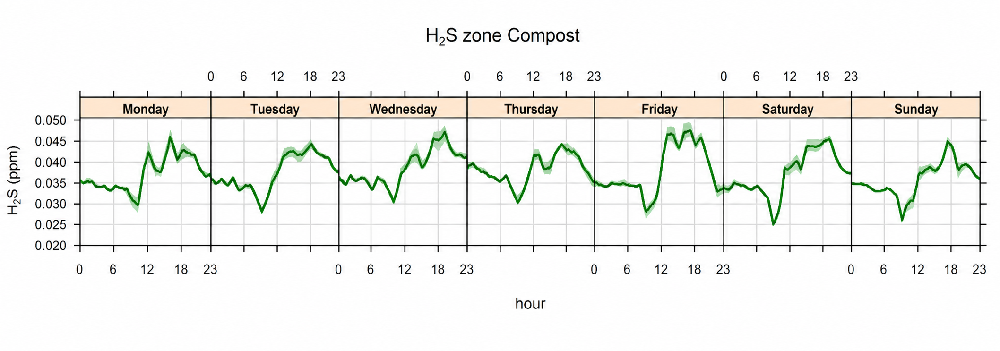 H₂S zone Compost
0 6 12 18 23 0 6 12 18 23 0 6 12 18 23
Monday Tuesday Wednesday Thursday Friday Saturday Sunday
0.050
0.045
0.040
0.035
0.030
0.025
0.020
H₂S (ppm)
0 6 12 18 23 0 6 12 18 23 0 6 12 18 23 0 6 12 18 23
hour